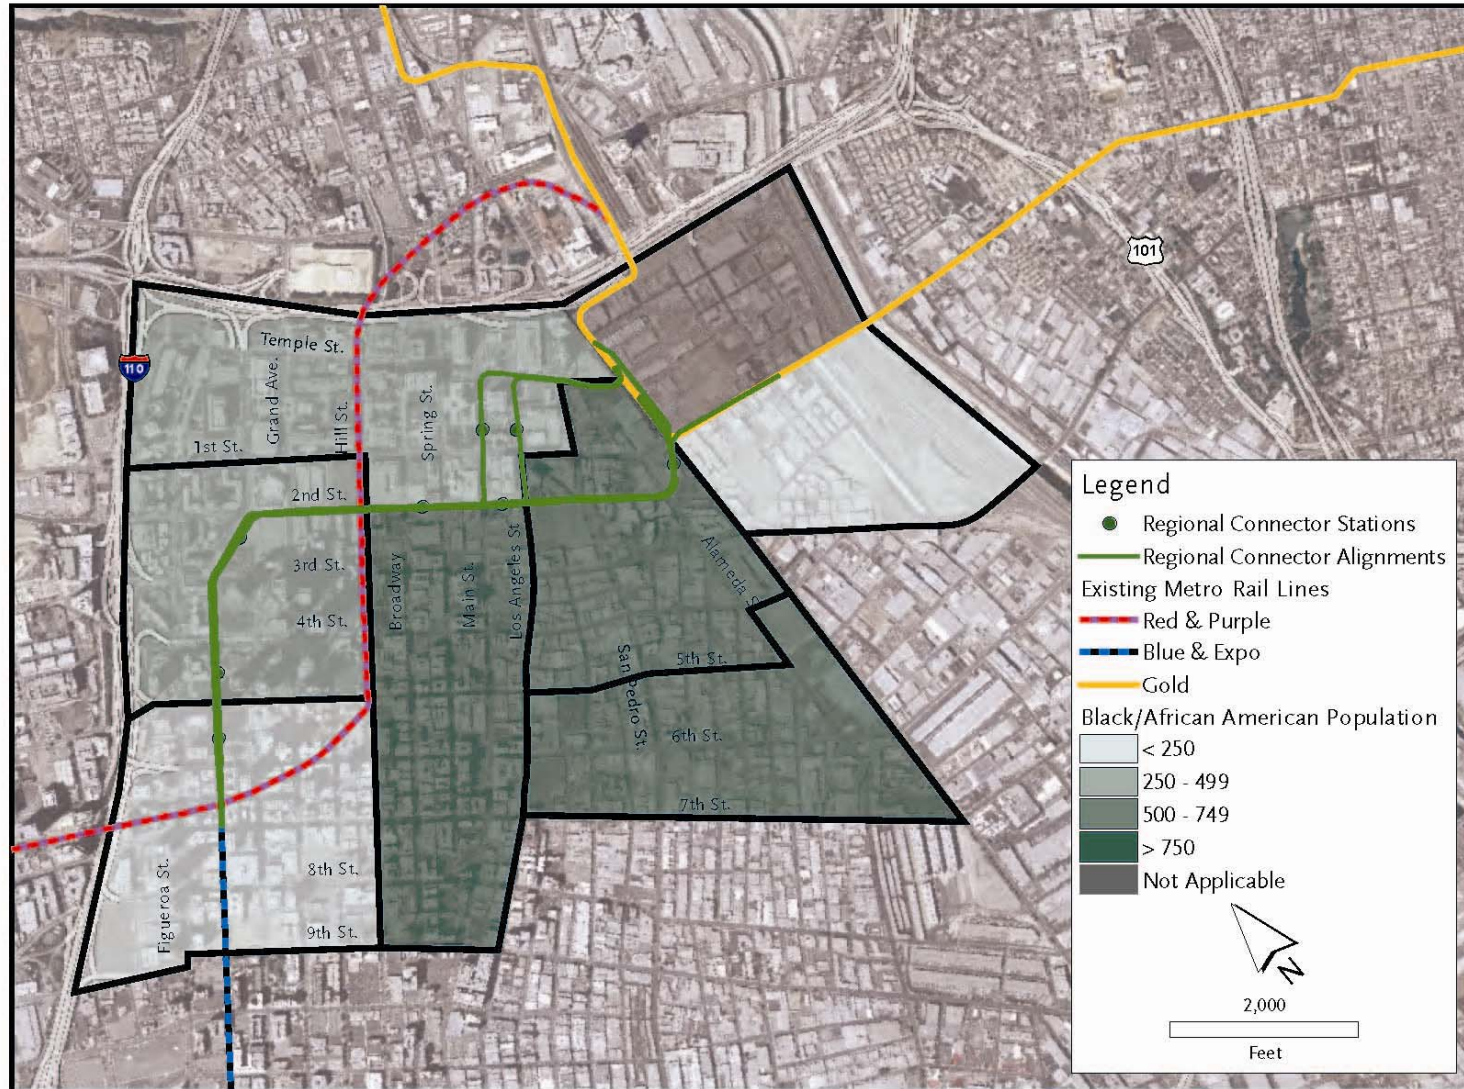 101
110
Temple St.
Grand Ave.
Hill St.
Spring St.
1st St.
2nd St.
3rd St.
4th St.
Broadway
Main St.
Los Angeles St
Alameda S
San Pedro St.
5th St.
6th St.
7th St.
8th St.
9th St.
Figueroa St.
Legend
Regional Connector Stations
Regional Connector Alignments
Existing Metro Rail Lines
Red & Purple
Blue & Expo
Gold
Black/African American Population
< 250
250 - 499
500 - 749
> 750
Not Applicable
N
2,000
Feet